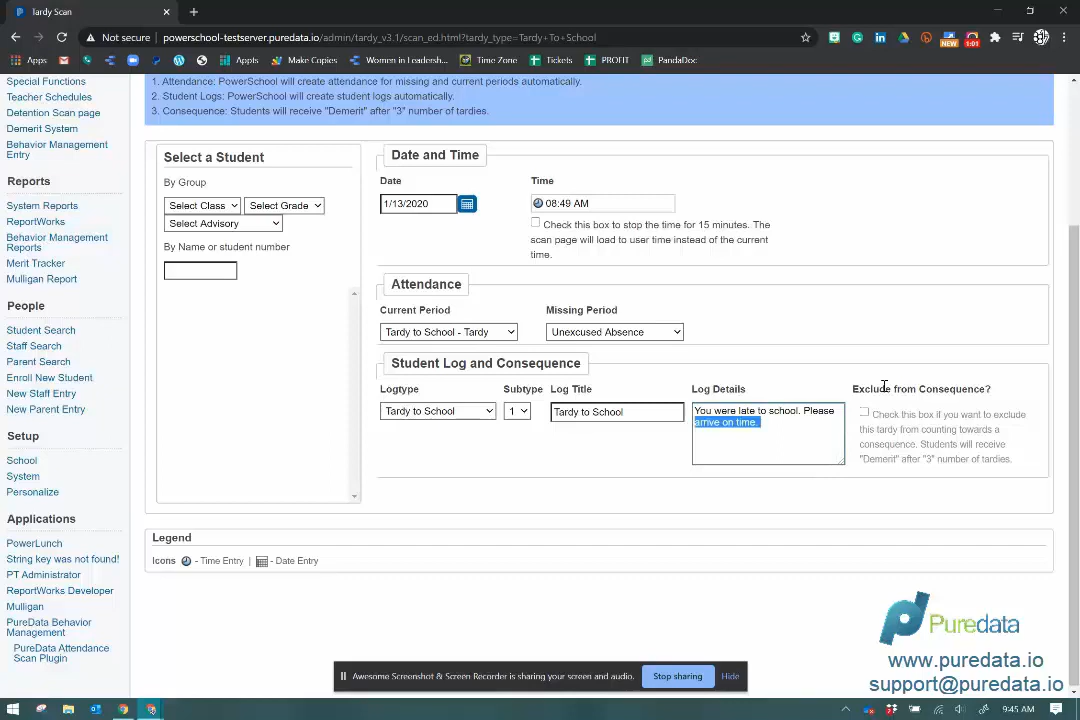 Tardy Scan
Not secure | powerschool-testserver.puredata.io/admin/tardy_v3.1/scan_ed.html?tardy_type=Tardy+To+School
NEW
1:01
Apps
Appts
Make Copies
Women in Leadersh...
Time Zone
Tickets
PROFIT
PandaDoc
Special Functions
Teacher Schedules
Detention Scan page
Demerit System
Behavior Management
Entry
Reports
System Reports
ReportWorks
Behavior Management
Reports
Merit Tracker
Mulligan Report
People
Student Search
Staff Search
Parent Search
Enroll New Student
New Staff Entry
New Parent Entry
Setup
School
System
Personalize
Applications
PowerLunch
String key was not found!
PT Administrator
ReportWorks Developer
Mulligan
PureData Behavior
Management
PureData Attendance
Scan Plugin
1. Attendance: PowerSchool will create attendance for missing and current periods automatically.
2. Student Logs: PowerSchool will create student logs automatically.
3. Consequence: Students will receive "Demerit" after "3" number of tardies.
Select a Student
By Group
Select Class
Select Grade
Select Advisory
By Name or student number
Date and Time
Date
Time
1/13/2020
08:49 AM
Check this box to stop the time for 15 minutes. The
scan page will load to user time instead of the current
time.
Attendance
Current Period
Missing Period
Tardy to School - Tardy
Unexcused Absence
Student Log and Consequence
Logtype
Subtype
Log Title
Log Details
Exclude from Consequence?
Tardy to School
1
Tardy to School
You were late to school. Please
arrive on time.
Check this box if you want to exclude
this tardy from counting towards a
consequence. Students will receive
"Demerit" after "3" number of tardies.
Legend
Icons - Time Entry | - Date Entry
Puredata
www.puredata.io
support@puredata.io
Awesome Screenshot & Screen Recorder is sharing your screen and audio.
Stop sharing
Hide
9:45 AM